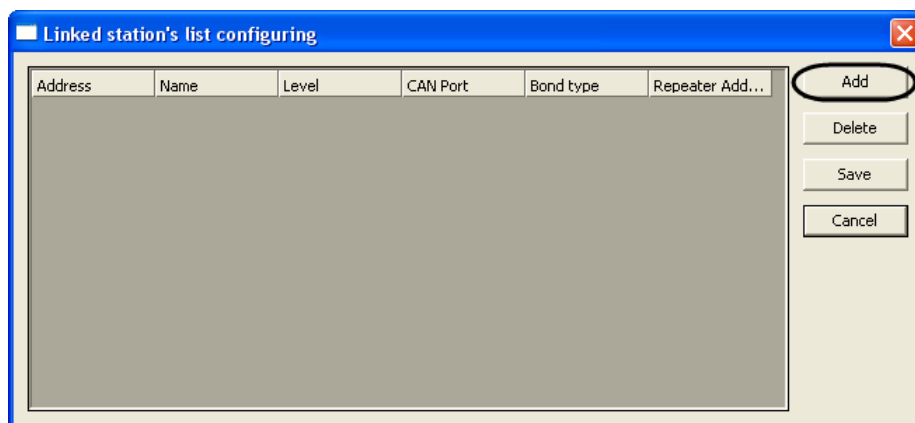 Linked station's list configuring
Address Name Level CAN Port Bond type Repeater Add...
Add
Delete
Save
Cancel